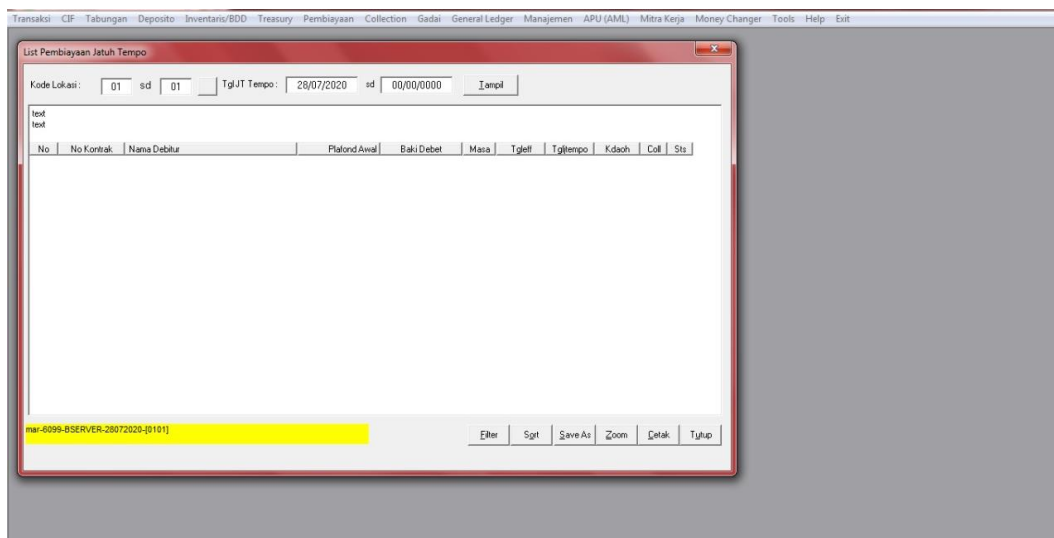 Transaksi CIF Tabungan Deposito Inventaris/BDD Treasury Pembiayaan Collection Gadai General Ledger Manajemen APU (AML) Mitra Kerja Money Changer Tools Help Exit
List Pembiayaan Jatuh Tempo
Kode Lokasi : 01 sd 01 Tgl JT Tempo : 28/07/2020 sd 00/00/0000 Tampil
text
text
No No Kontrak Nama Debitur Plafond Awal Baki Debet Masa Tgleff Tgljtempo Kdaoh Coll Sts
mar-6099-BSERVER-28072020-[0101]
Filter Sort Save As Zoom Cetak Tutup